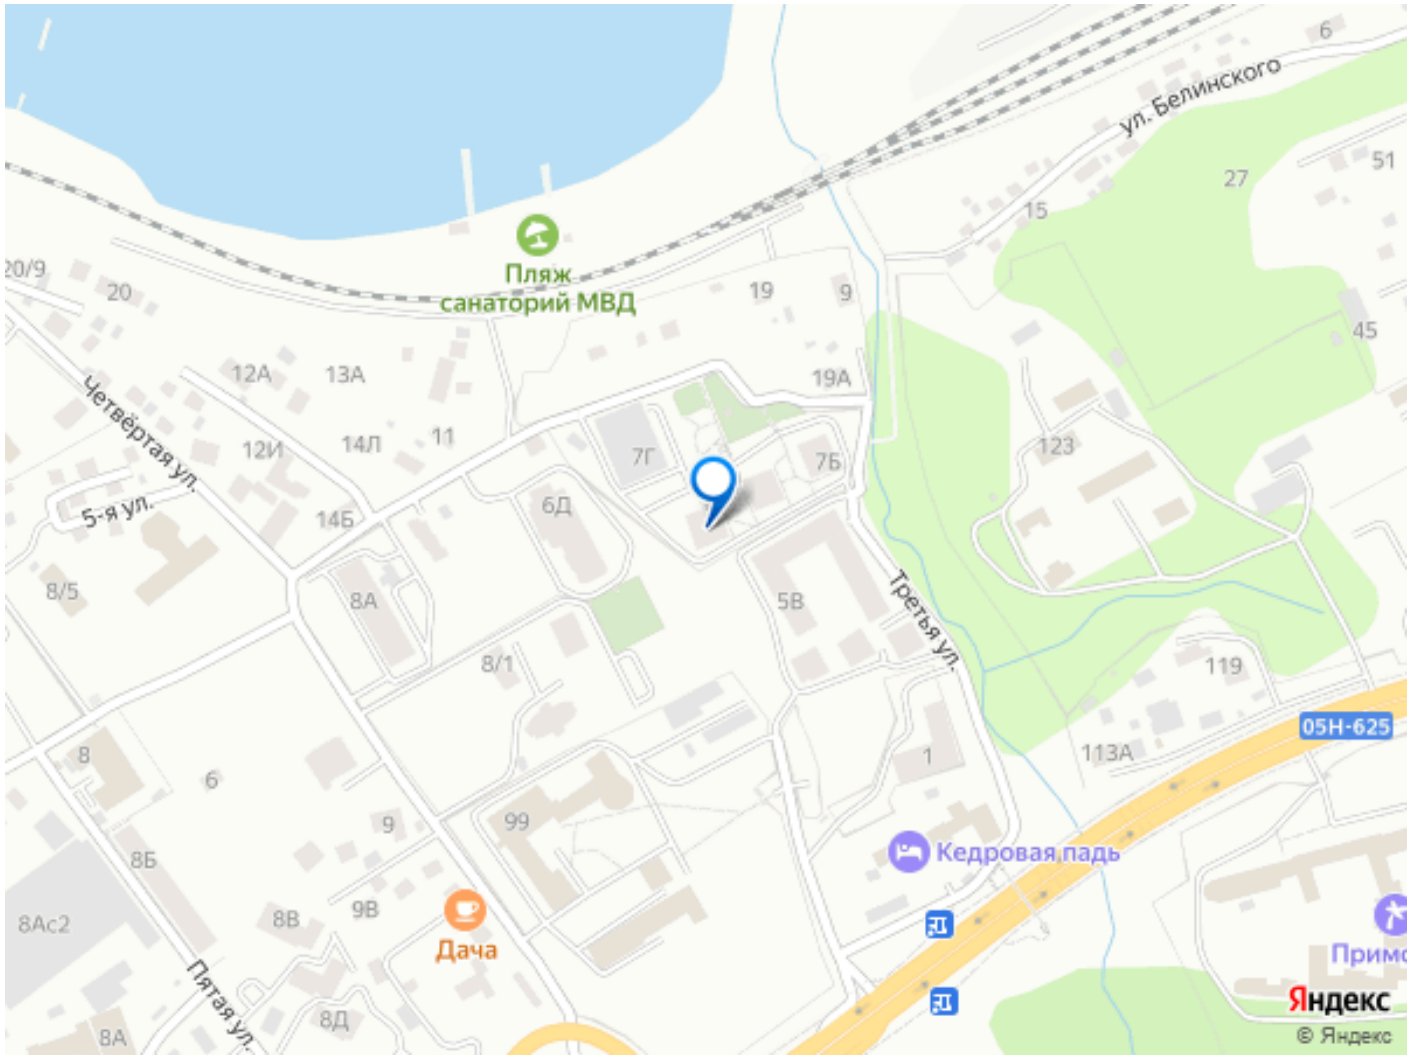 6
ул. Белинского
51
27
15
Пляж
санаторий МВД
20/9
20
19
9
45
12А
13А
19А
Четвёртая ул.
12И
14Л
11
7Г
7Б
123
5-я ул.
14Б
6Д
8/5
8А
5В
Третья ул.
8/1
119
05Н-625
8
6
1
113А
99
9
8Б
Кедровая падь
8Ас2
8В
9В
Дача
Примо
Пятая ул.
8Д
8А
Яндекс
© Яндекс